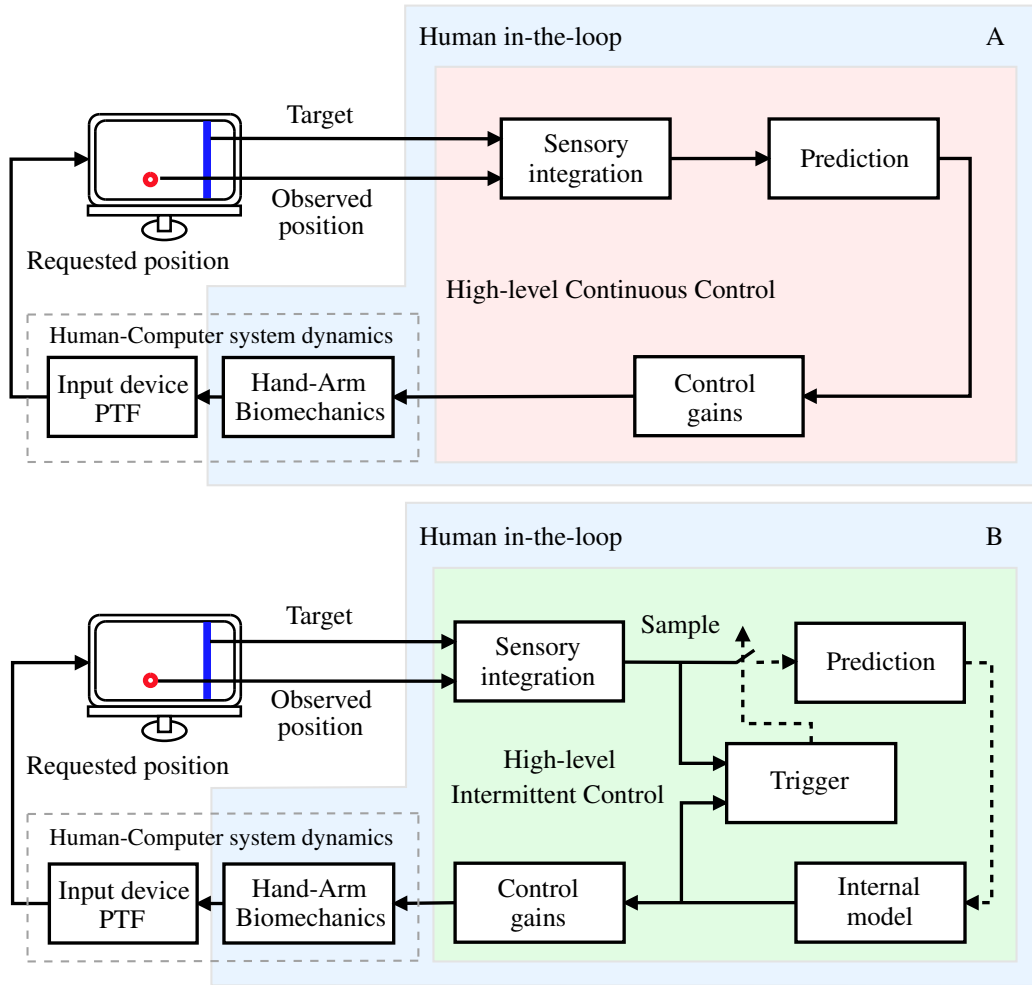 Human in-the-loop
A
Target
Sensory
integration
Prediction
Observed
position
Requested position
High-level Continuous Control
Human-Computer system dynamics
Input device
PTF
Hand-Arm
Biomechanics
Control
gains
Human in-the-loop
B
Target
Sample
Sensory
integration
Prediction
Observed
position
Requested position
High-level
Intermittent Control
Trigger
Human-Computer system dynamics
Input device
PTF
Hand-Arm
Biomechanics
Control
gains
Internal
model